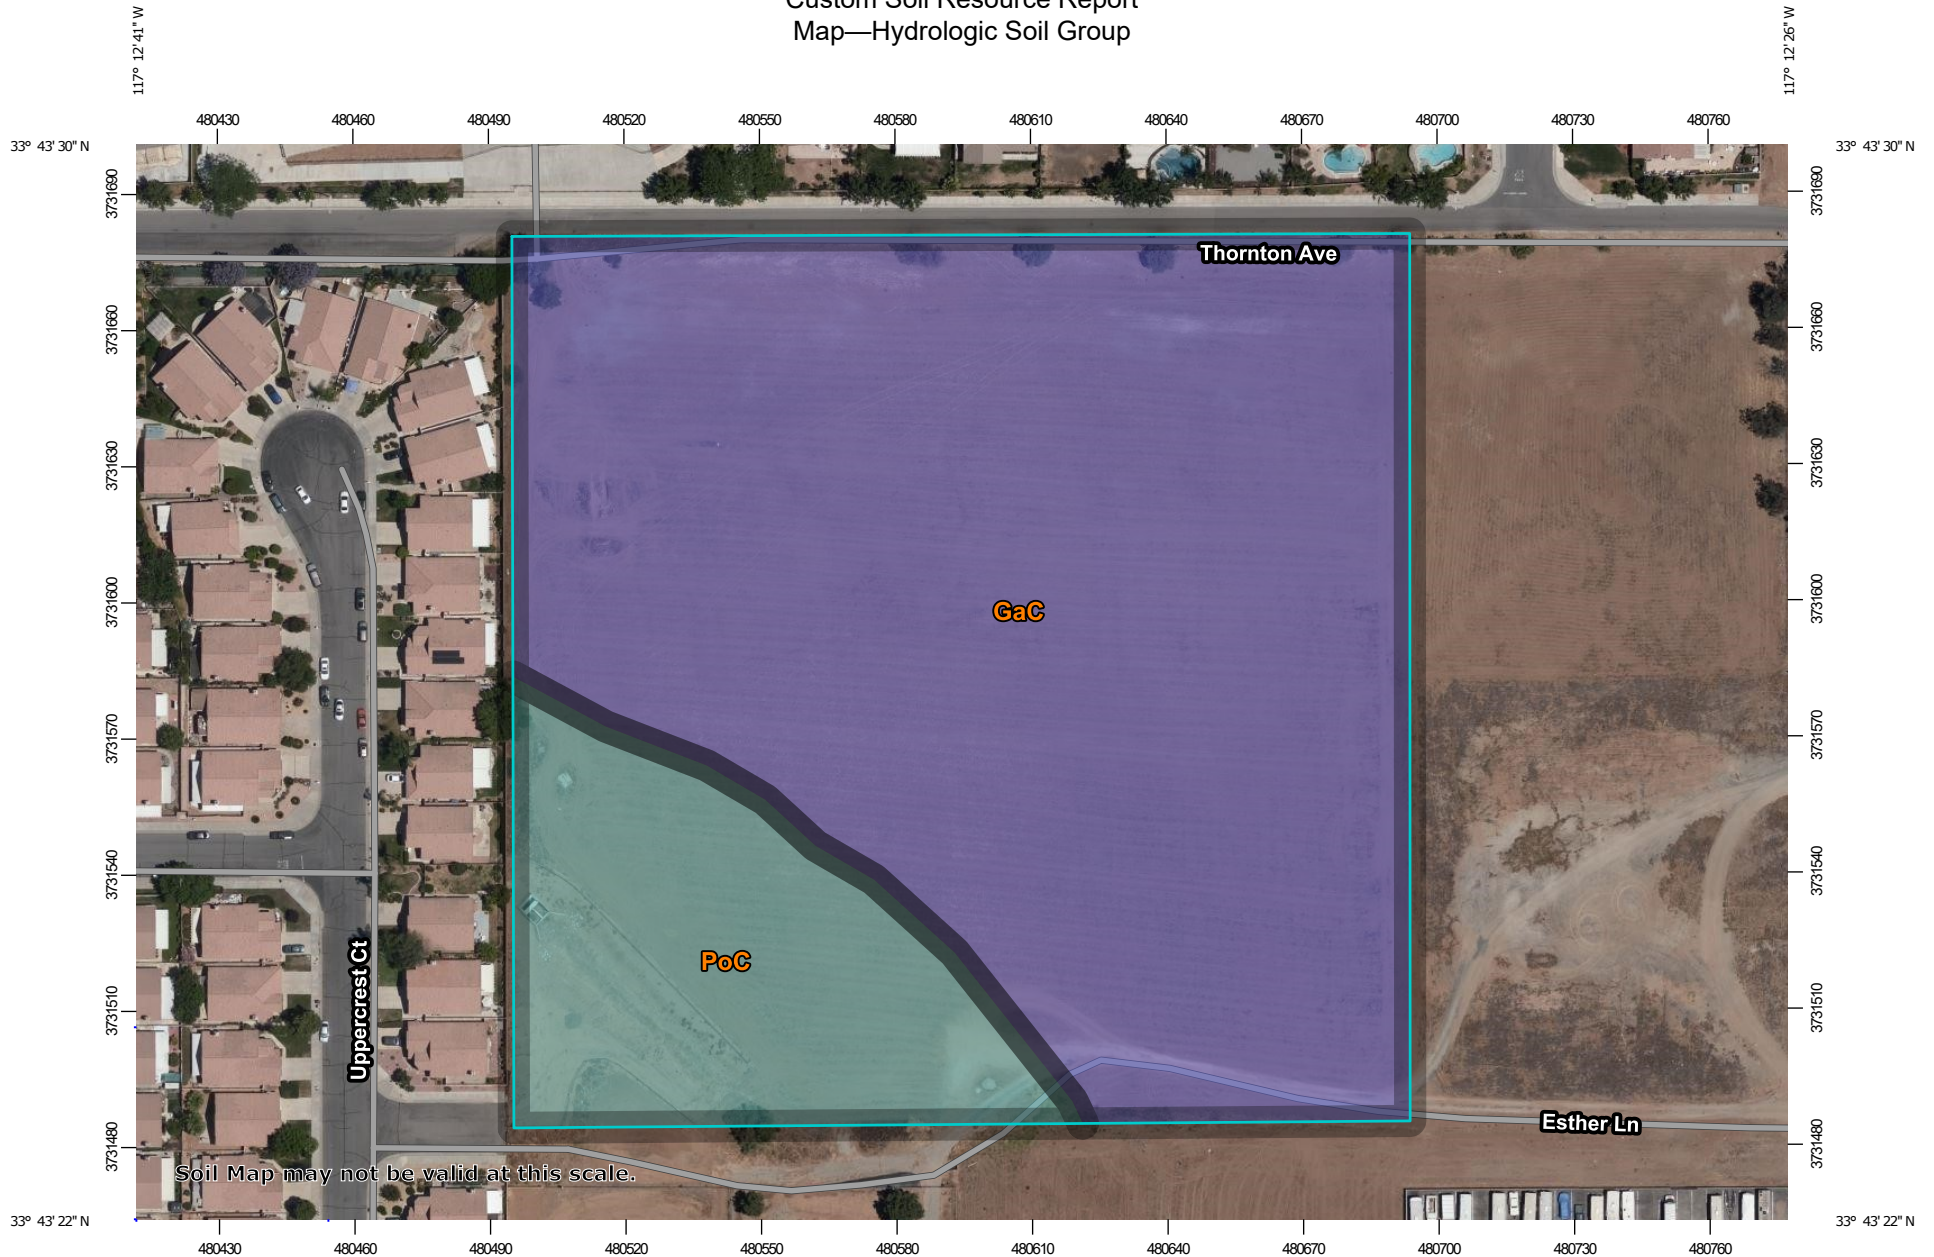 Custom Soil Resource Report
Map—Hydrologic Soil Group
117° 12' 41" W
117° 12' 26" W
480430 480460 480490 480520 480550 480580 480610 480640 480670 480700 480730 480760
33° 43' 30" N
33° 43' 30" N
3731690
3731690
Thornton Ave
3731660
3731660
3731630
3731630
3731600
3731600
GaC
3731570
3731570
3731540
3731540
PoC
Uppercrest Ct
3731510
3731510
Esther Ln
3731480
3731480
Soil Map may not be valid at this scale.
33° 43' 22" N
33° 43' 22" N
480430 480460 480490 480520 480550 480580 480610 480640 480670 480700 480730 480760